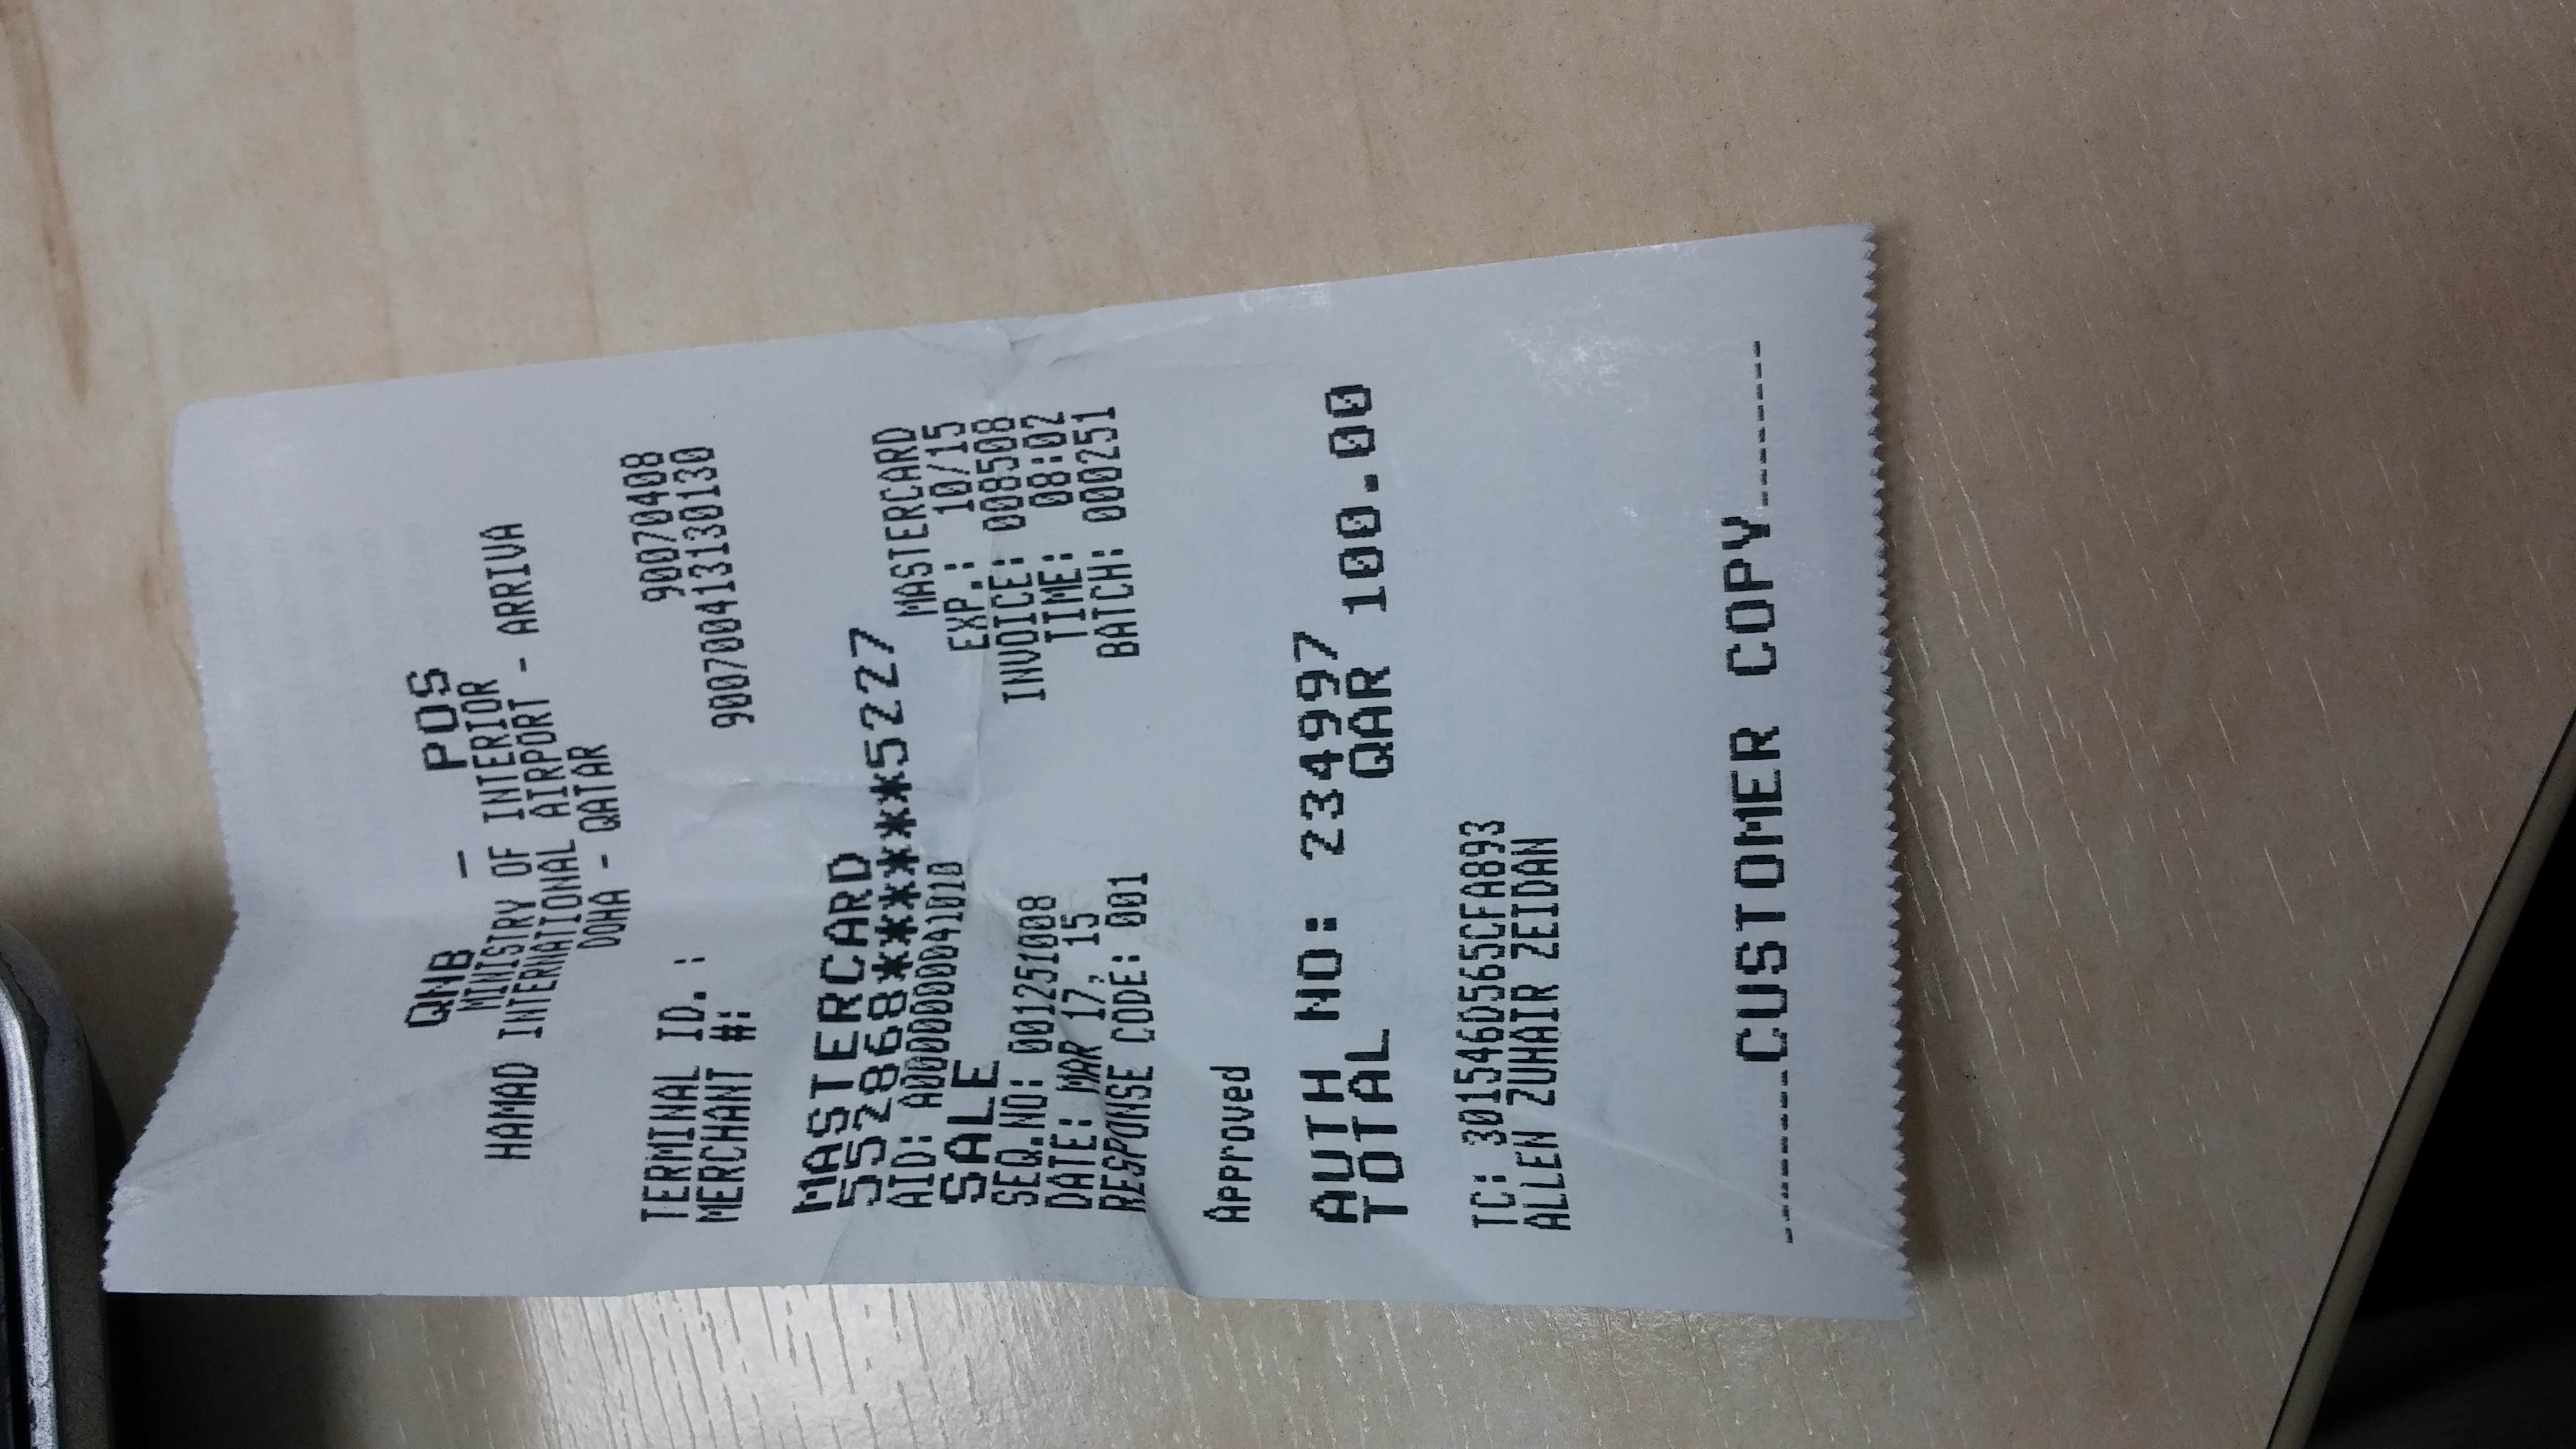 QNB - POS
MINISTRY OF INTERIOR
HAMAD INTERNATIONAL AIRPORT - ARRIVA
DOHA - QATAR
TERMINAL ID. : 90070408
MERCHANT #: 900700413130130
MASTERCARD
552868******5227
MASTERCARD
AID: A0000000041010 EXP.: 10/15
SALE INVOICE: 008508
SEQ.NO: 001251008 TIME: 08:02
DATE: MAR 17, 15 BATCH: 000251
RESPONSE CODE: 001
Approved
AUTH NO: 234997
TOTAL QAR 100.00
TC: 301546D565CFA893
ALLEN ZUHAIR ZEIDAN
--------CUSTOMER COPY--------